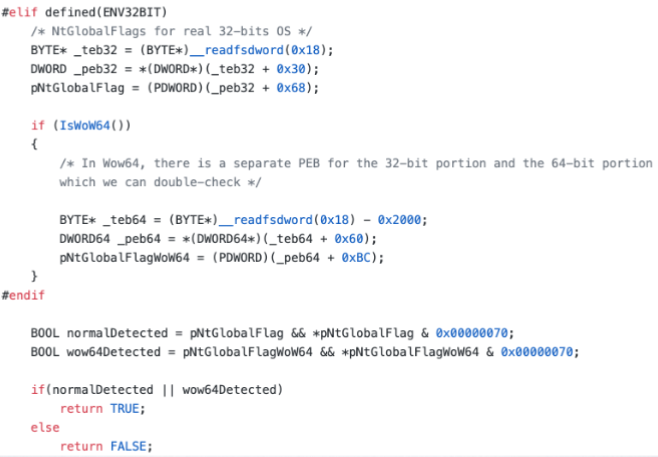 #elif defined(ENV32BIT)
/* NtGlobalFlags for real 32-bits OS */
BYTE* _teb32 = (BYTE*)__readfsdword(0x18);
DWORD _peb32 = *(DWORD*)(_teb32 + 0x30);
pNtGlobalFlag = (PDWORD)(_peb32 + 0x68);
if (IsWoW64())
{
/* In Wow64, there is a separate PEB for the 32-bit portion and the 64-bit portion
which we can double-check */
BYTE* _teb64 = (BYTE*)__readfsdword(0x18) - 0x2000;
DWORD64 _peb64 = *(DWORD64*)(_teb64 + 0x60);
pNtGlobalFlagWoW64 = (PDWORD)(_peb64 + 0xBC);
}
#endif
BOOL normalDetected = pNtGlobalFlag && *pNtGlobalFlag & 0x00000070;
BOOL wow64Detected = pNtGlobalFlagWoW64 && *pNtGlobalFlagWoW64 & 0x00000070;
if(normalDetected || wow64Detected)
return TRUE;
else
return FALSE;